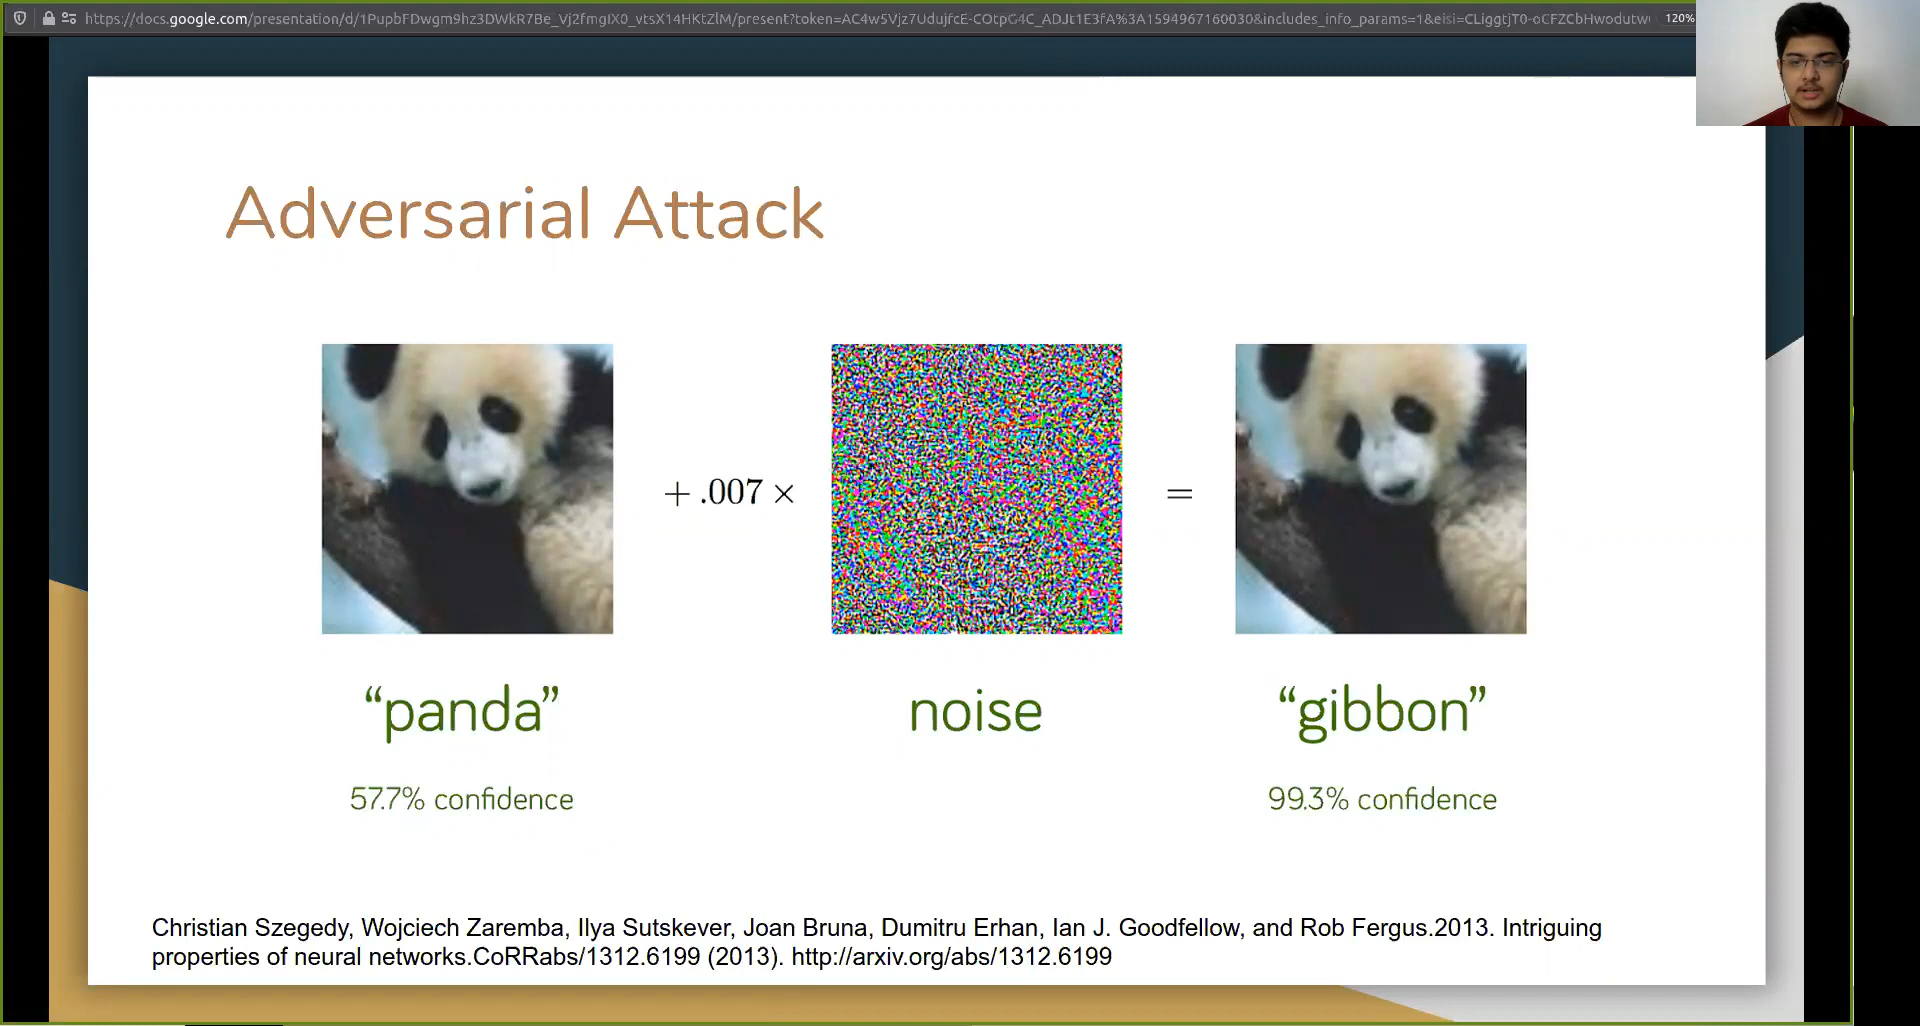 https://docs.google.com/presentation/d/1PupbFDwgm9hz3DWkR7Be_Vj2fmgIX0_vtsX14HKtZlM/present?token=AC4w5Vjz7UdujfcE-COtpG4C_ADJt1E3fA%3A1594967160030&includes_info_params=1&eisi=CLiggtjT0-oCFZCbHwodutw 120%
Adversarial Attack
+ .007 ×
=
“panda” noise “gibbon”
57.7% confidence 99.3% confidence
Christian Szegedy, Wojciech Zaremba, Ilya Sutskever, Joan Bruna, Dumitru Erhan, Ian J. Goodfellow, and Rob Fergus.2013. Intriguing
properties of neural networks.CoRRabs/1312.6199 (2013). http://arxiv.org/abs/1312.6199